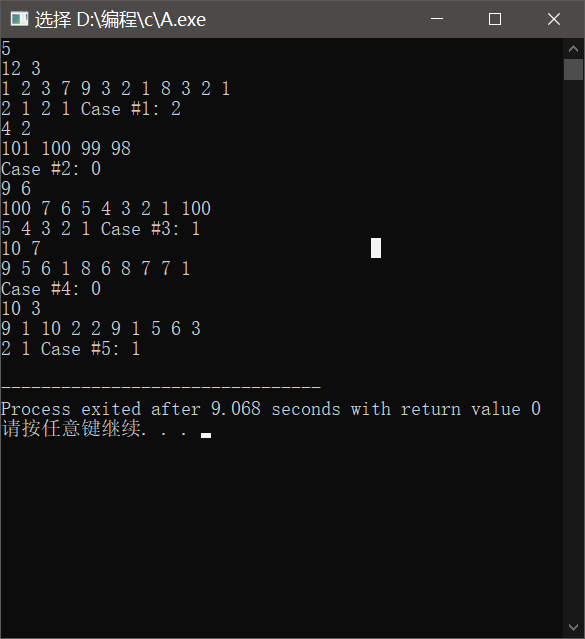 选择 D:\编程\c\A.exe
5
12 3
1 2 3 7 9 3 2 1 8 3 2 1
2 1 2 1 Case #1: 2
4 2
101 100 99 98
Case #2: 0
9 6
100 7 6 5 4 3 2 1 100
5 4 3 2 1 Case #3: 1
10 7
9 5 6 1 8 6 8 7 7 1
Case #4: 0
10 3
9 1 10 2 2 9 1 5 6 3
2 1 Case #5: 1
--------------------------------
Process exited after 9.068 seconds with return value 0
请按任意键继续. . .